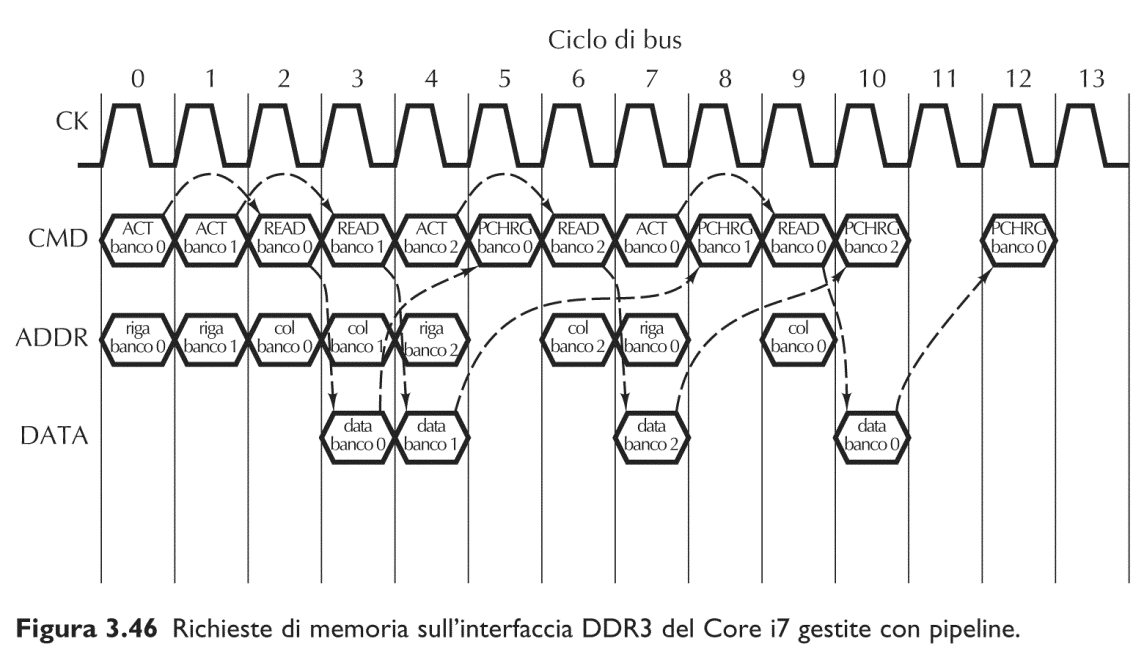 Ciclo di bus
0 1 2 3 4 5 6 7 8 9 10 11 12 13
CK
CMD
ACT banco 0
ACT banco 1
READ banco 0
READ banco 1
ACT banco 2
PCHRG banco 0
READ banco 2
ACT banco 0
PCHRG banco 1
READ banco 0
PCHRG banco 2
PCHRG banco 0
ADDR
riga banco 0
riga banco 1
col banco 0
col banco 1
riga banco 2
col banco 2
riga banco 0
col banco 0
DATA
data banco 0
data banco 1
data banco 2
data banco 0
Figura 3.46 Richieste di memoria sull'interfaccia DDR3 del Core i7 gestite con pipeline.